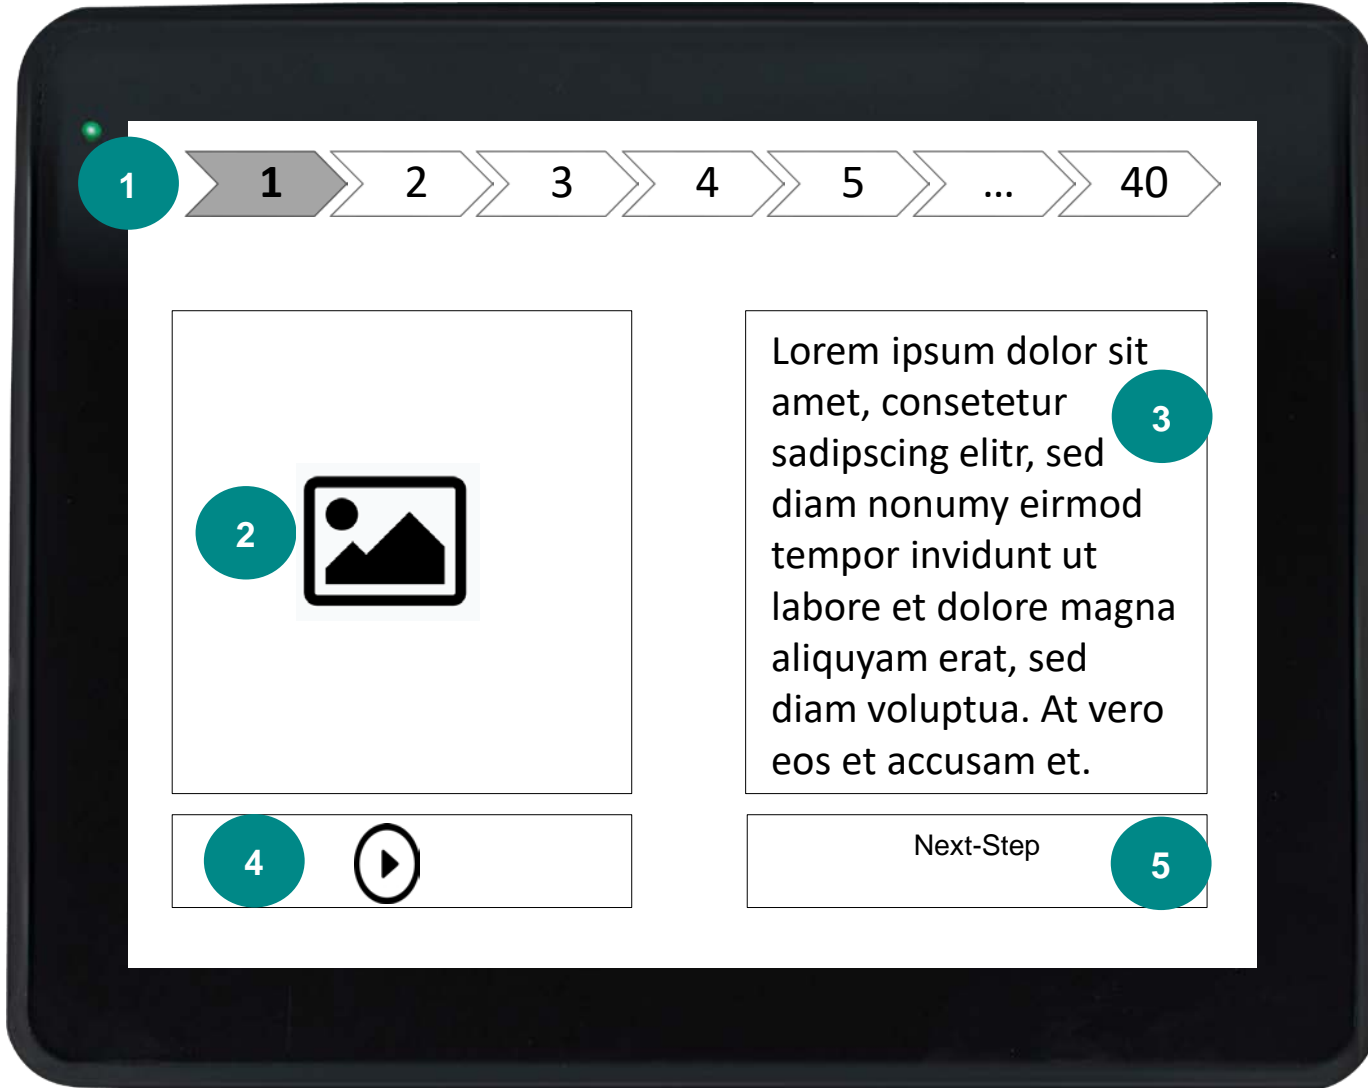 1
1 2 3 4 5 ... 40
2
Lorem ipsum dolor sit
amet, consetetur
3
sadipscing elitr, sed
diam nonumy eirmod
tempor invidunt ut
labore et dolore magna
aliquyam erat, sed
diam voluptua. At vero
eos et accusam et.
4
Next-Step
5